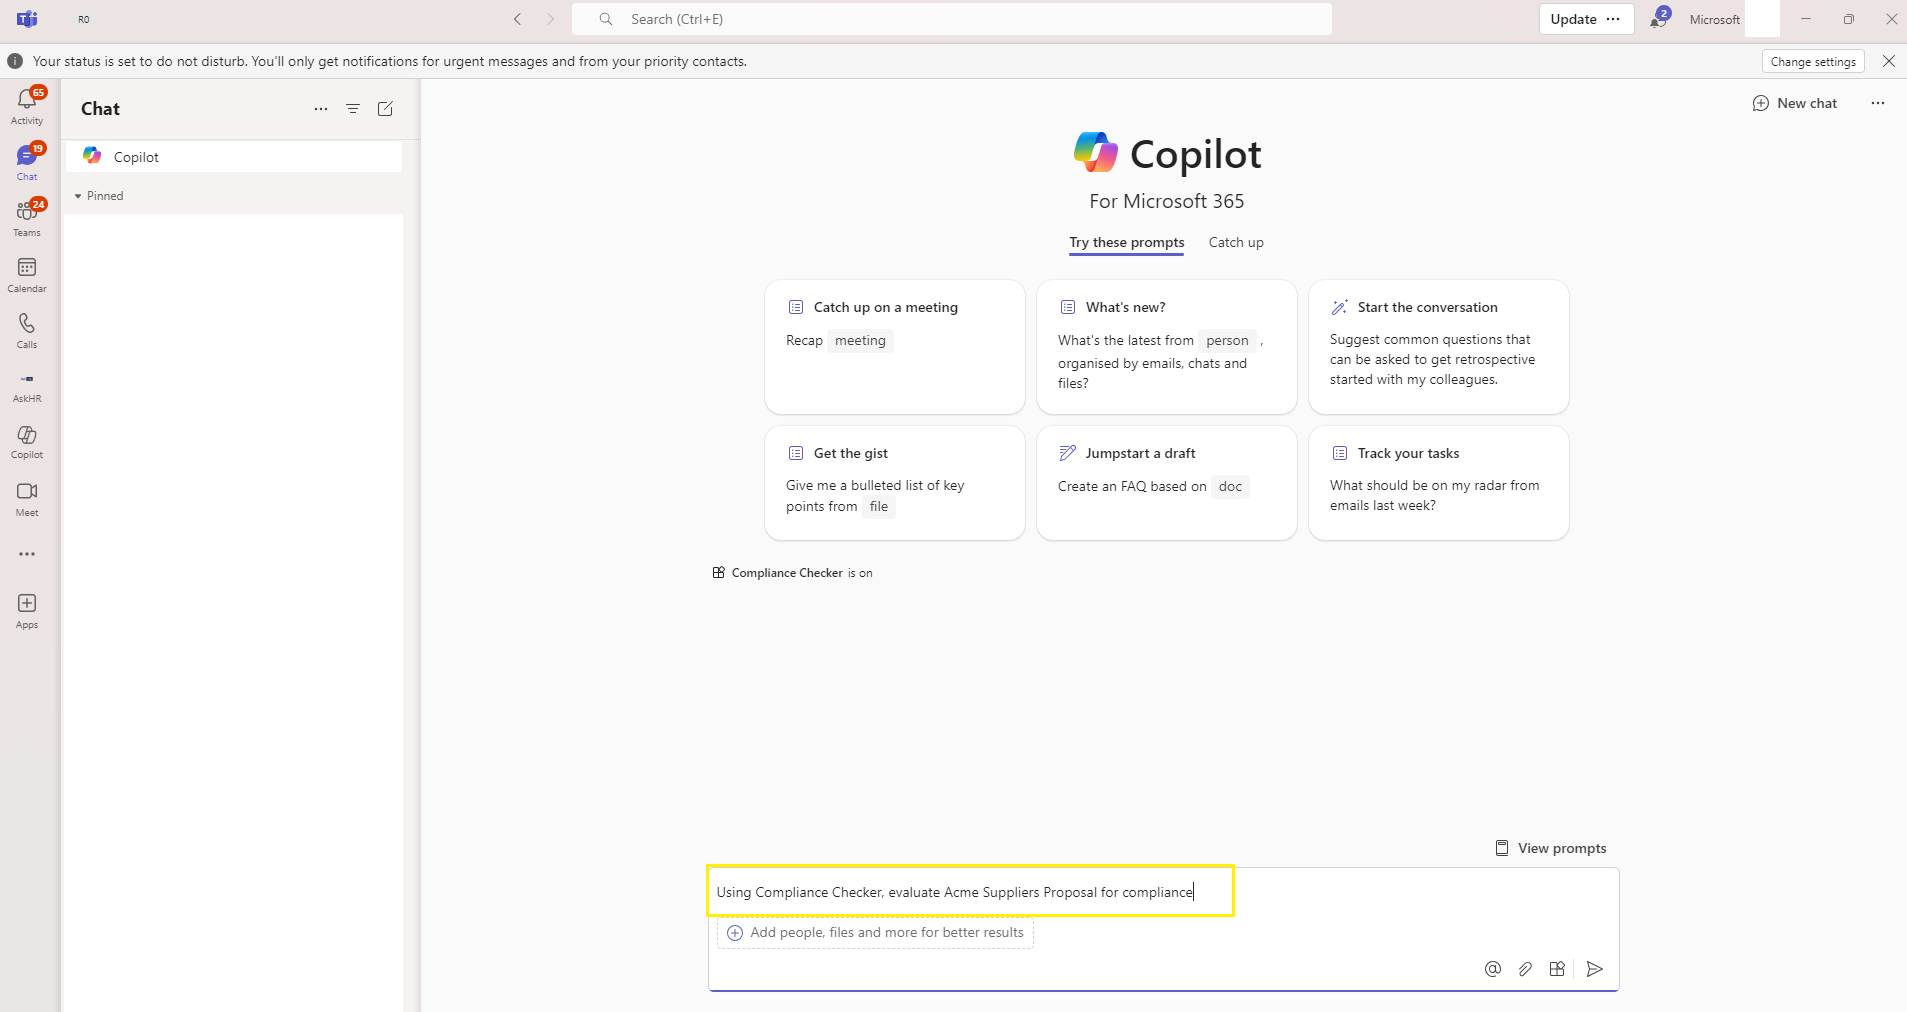 R0
Search (Ctrl+E)
Update
2
Microsoft
Your status is set to do not disturb. You'll only get notifications for urgent messages and from your priority contacts.
Change settings
65
Activity
19
Chat
24
Teams
Calendar
Calls
AskHR
Copilot
Meet
Apps
Chat
Copilot
Pinned
New chat
Copilot
For Microsoft 365
Try these prompts
Catch up
Catch up on a meeting
Recap meeting
What's new?
What's the latest from person ,
organised by emails, chats and
files?
Start the conversation
Suggest common questions that
can be asked to get retrospective
started with my colleagues.
Get the gist
Give me a bulleted list of key
points from file
Jumpstart a draft
Create an FAQ based on doc
Track your tasks
What should be on my radar from
emails last week?
Compliance Checker is on
View prompts
Using Compliance Checker, evaluate Acme Suppliers Proposal for compliance
Add people, files and more for better results